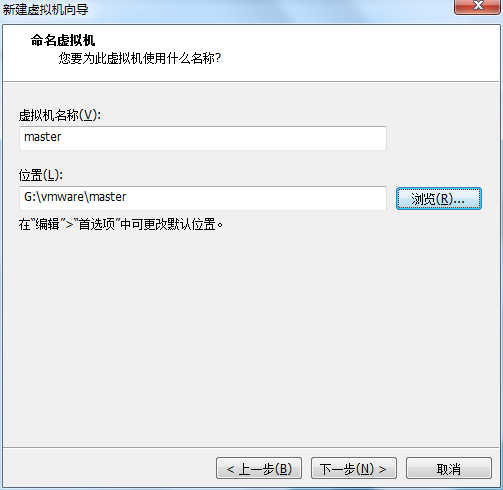 新建虚拟机向导
命名虚拟机
您要为此虚拟机使用什么名称?
虚拟机名称(V):
master
位置(L):
G:\vmware\master
浏览(R)...
在“编辑”>“首选项”中可更改默认位置。
< 上一步(B)
下一步(N) >
取消